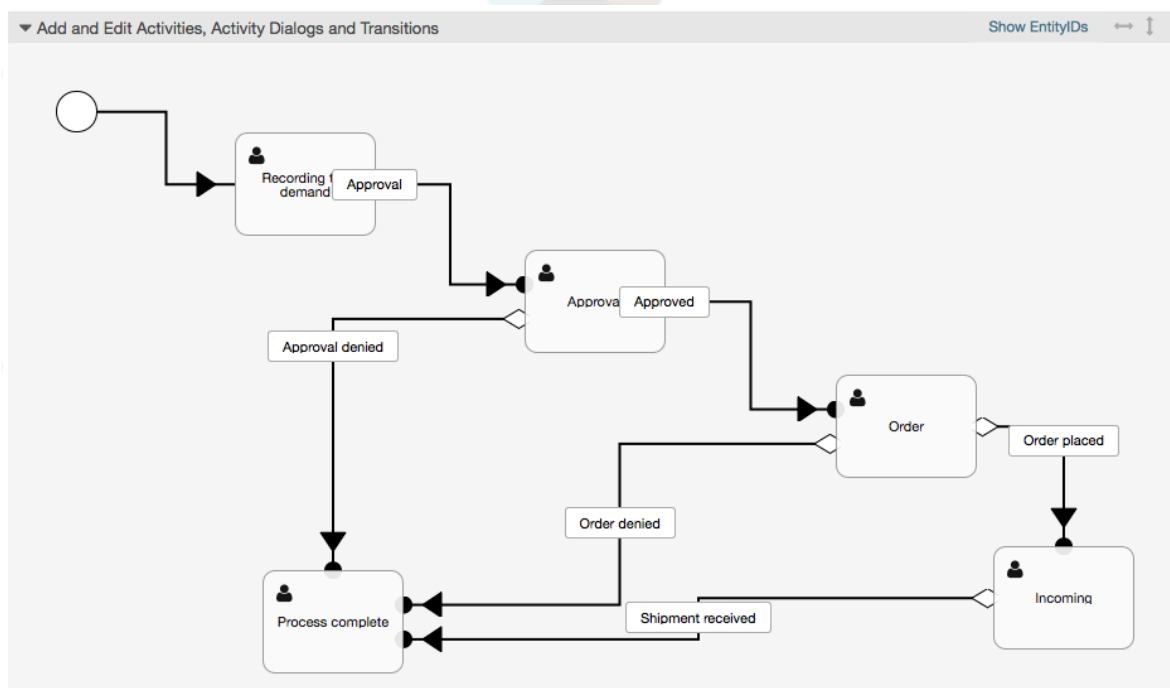 Add and Edit Activities, Activity Dialogs and Transitions
Show EntityIDs
Recording
demand
Approval
Approva
Approved
Approval denied
Order
Order placed
Order denied
Incoming
Process complete
Shipment received